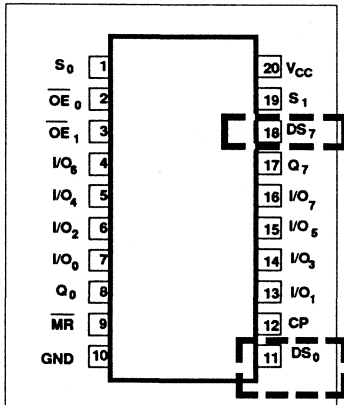 S0 1 20 VCC
OE0 2 19 S1
OE1 3 18 DS7
I/O6 4 17 Q7
I/O4 5 16 I/O7
I/O2 6 15 I/O5
I/O0 7 14 I/O3
Q0 8 13 I/O1
MR 9 12 CP
GND 10 11 DS0